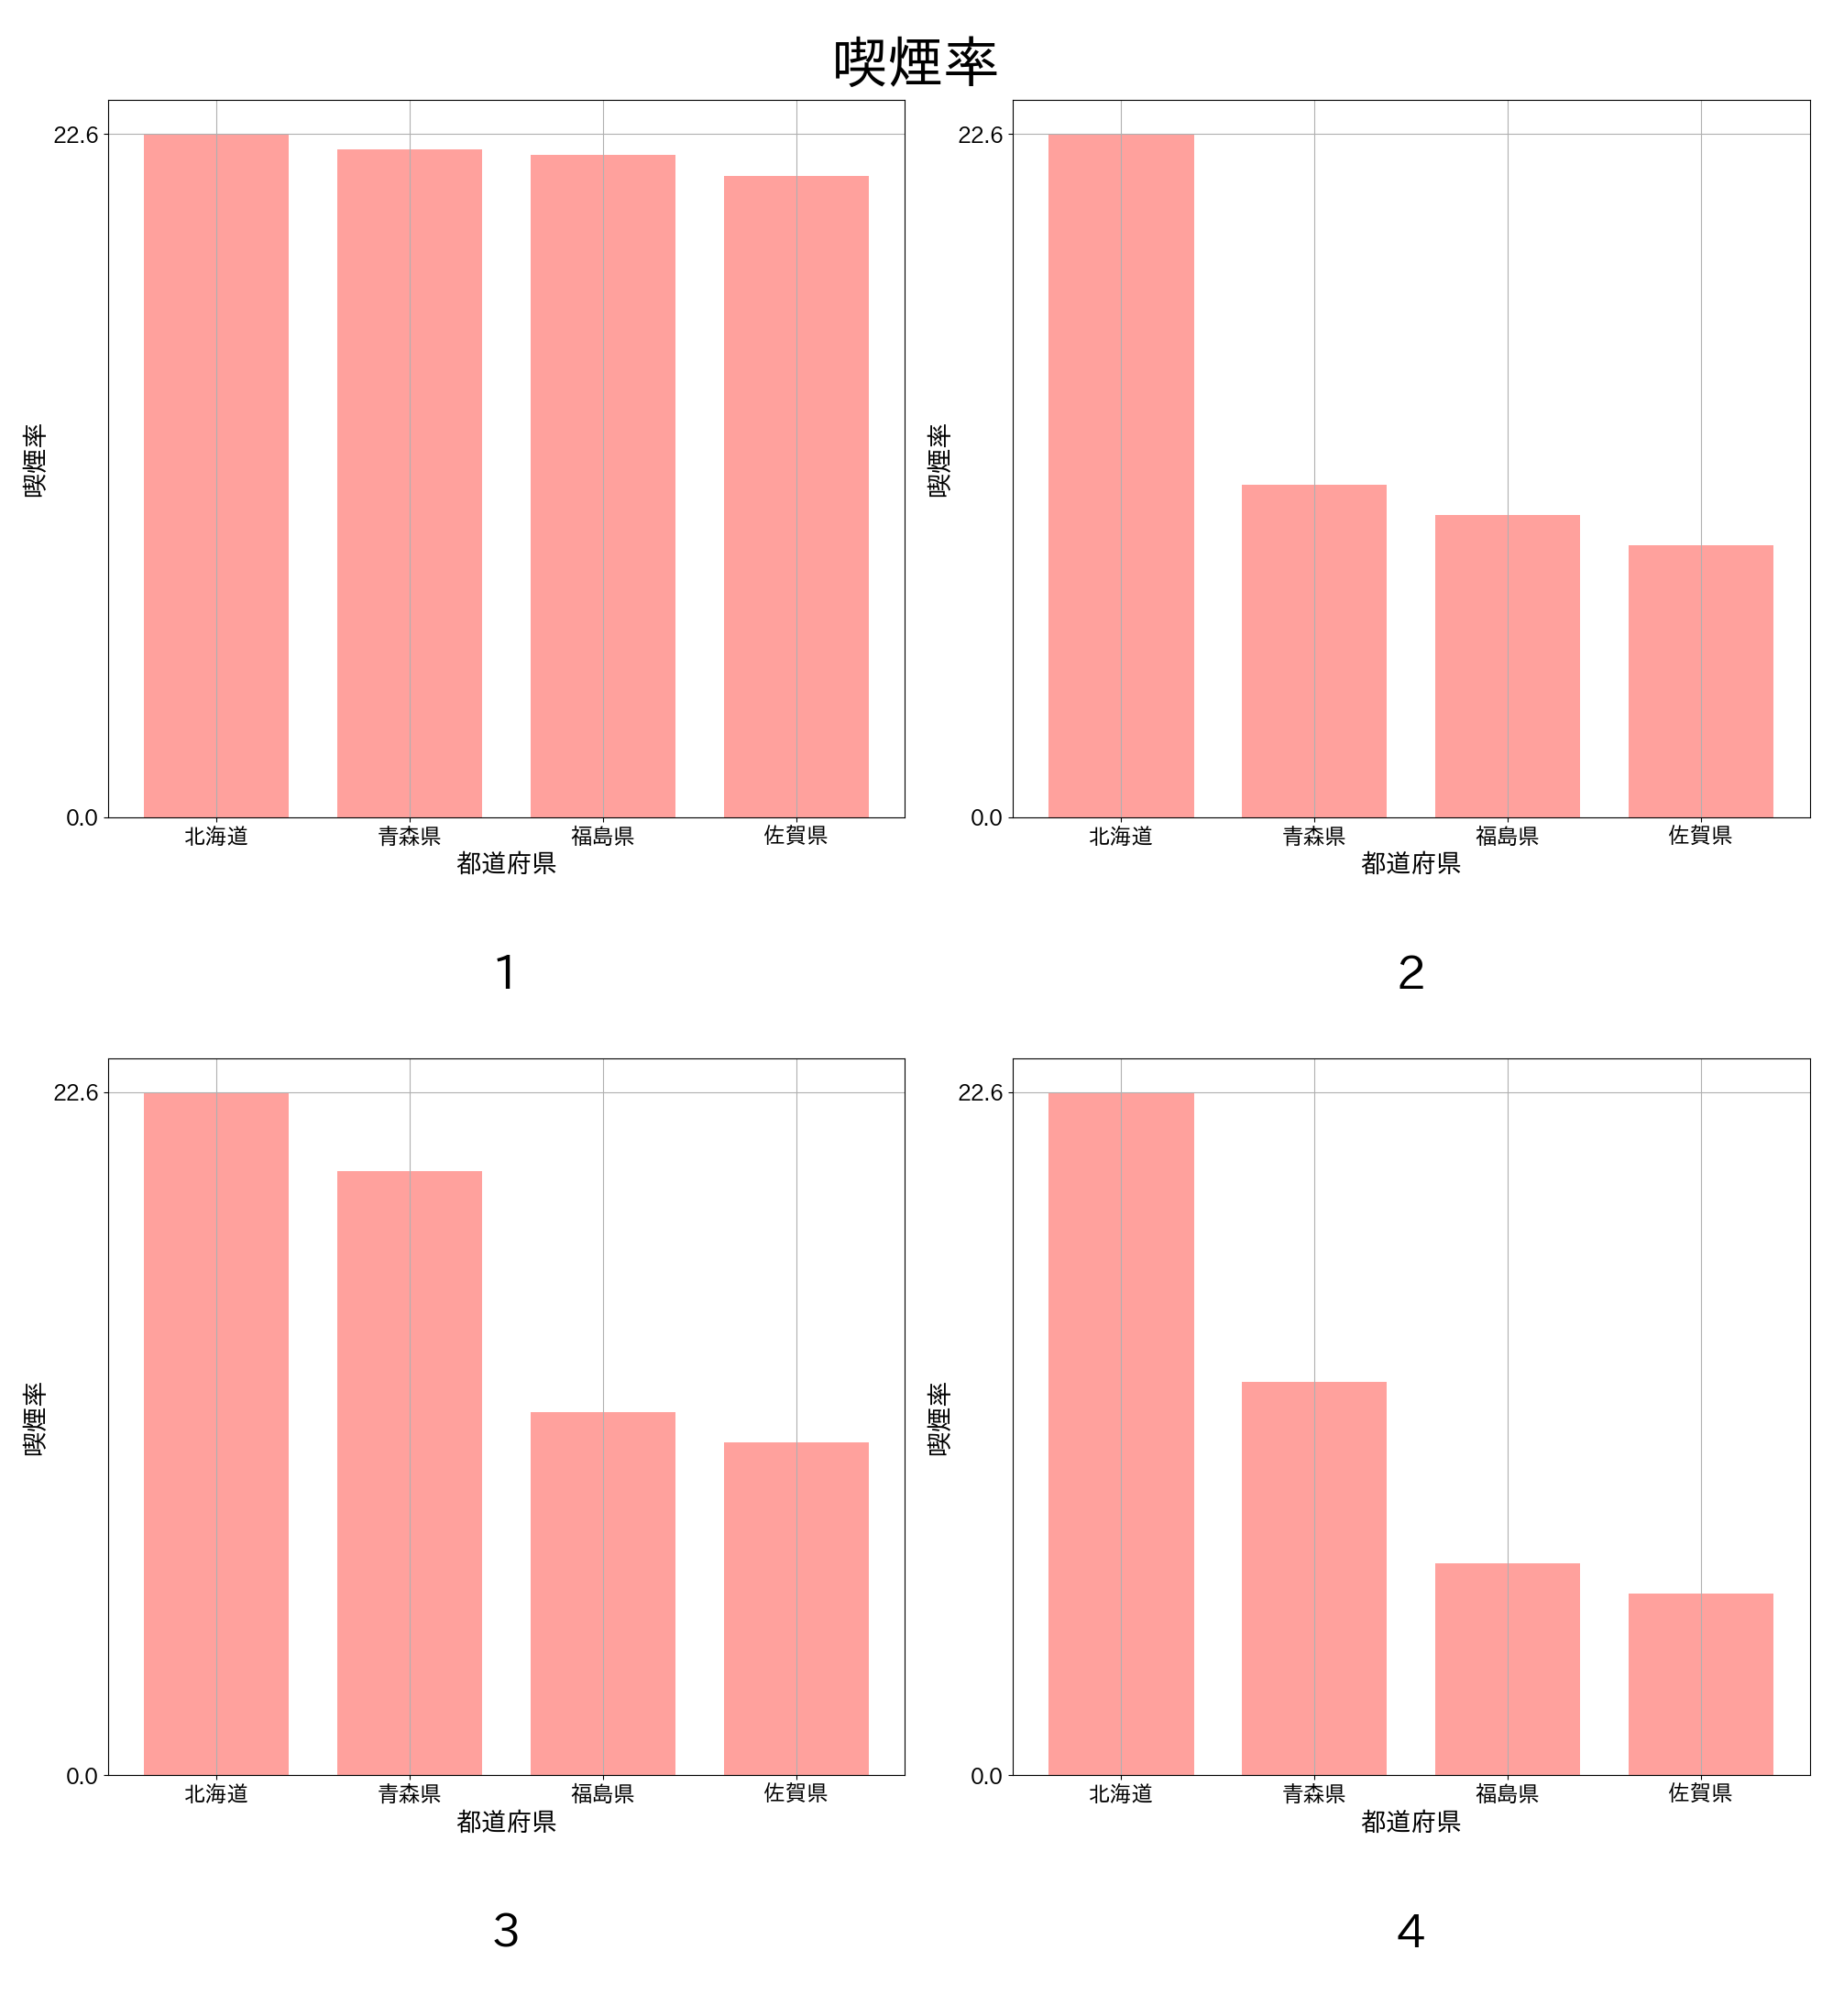 喫煙率
22.6
0.0
喫煙率
北海道 青森県 福島県 佐賀県
都道府県
1
22.6
0.0
喫煙率
北海道 青森県 福島県 佐賀県
都道府県
2
22.6
0.0
喫煙率
北海道 青森県 福島県 佐賀県
都道府県
3
22.6
0.0
喫煙率
北海道 青森県 福島県 佐賀県
都道府県
4